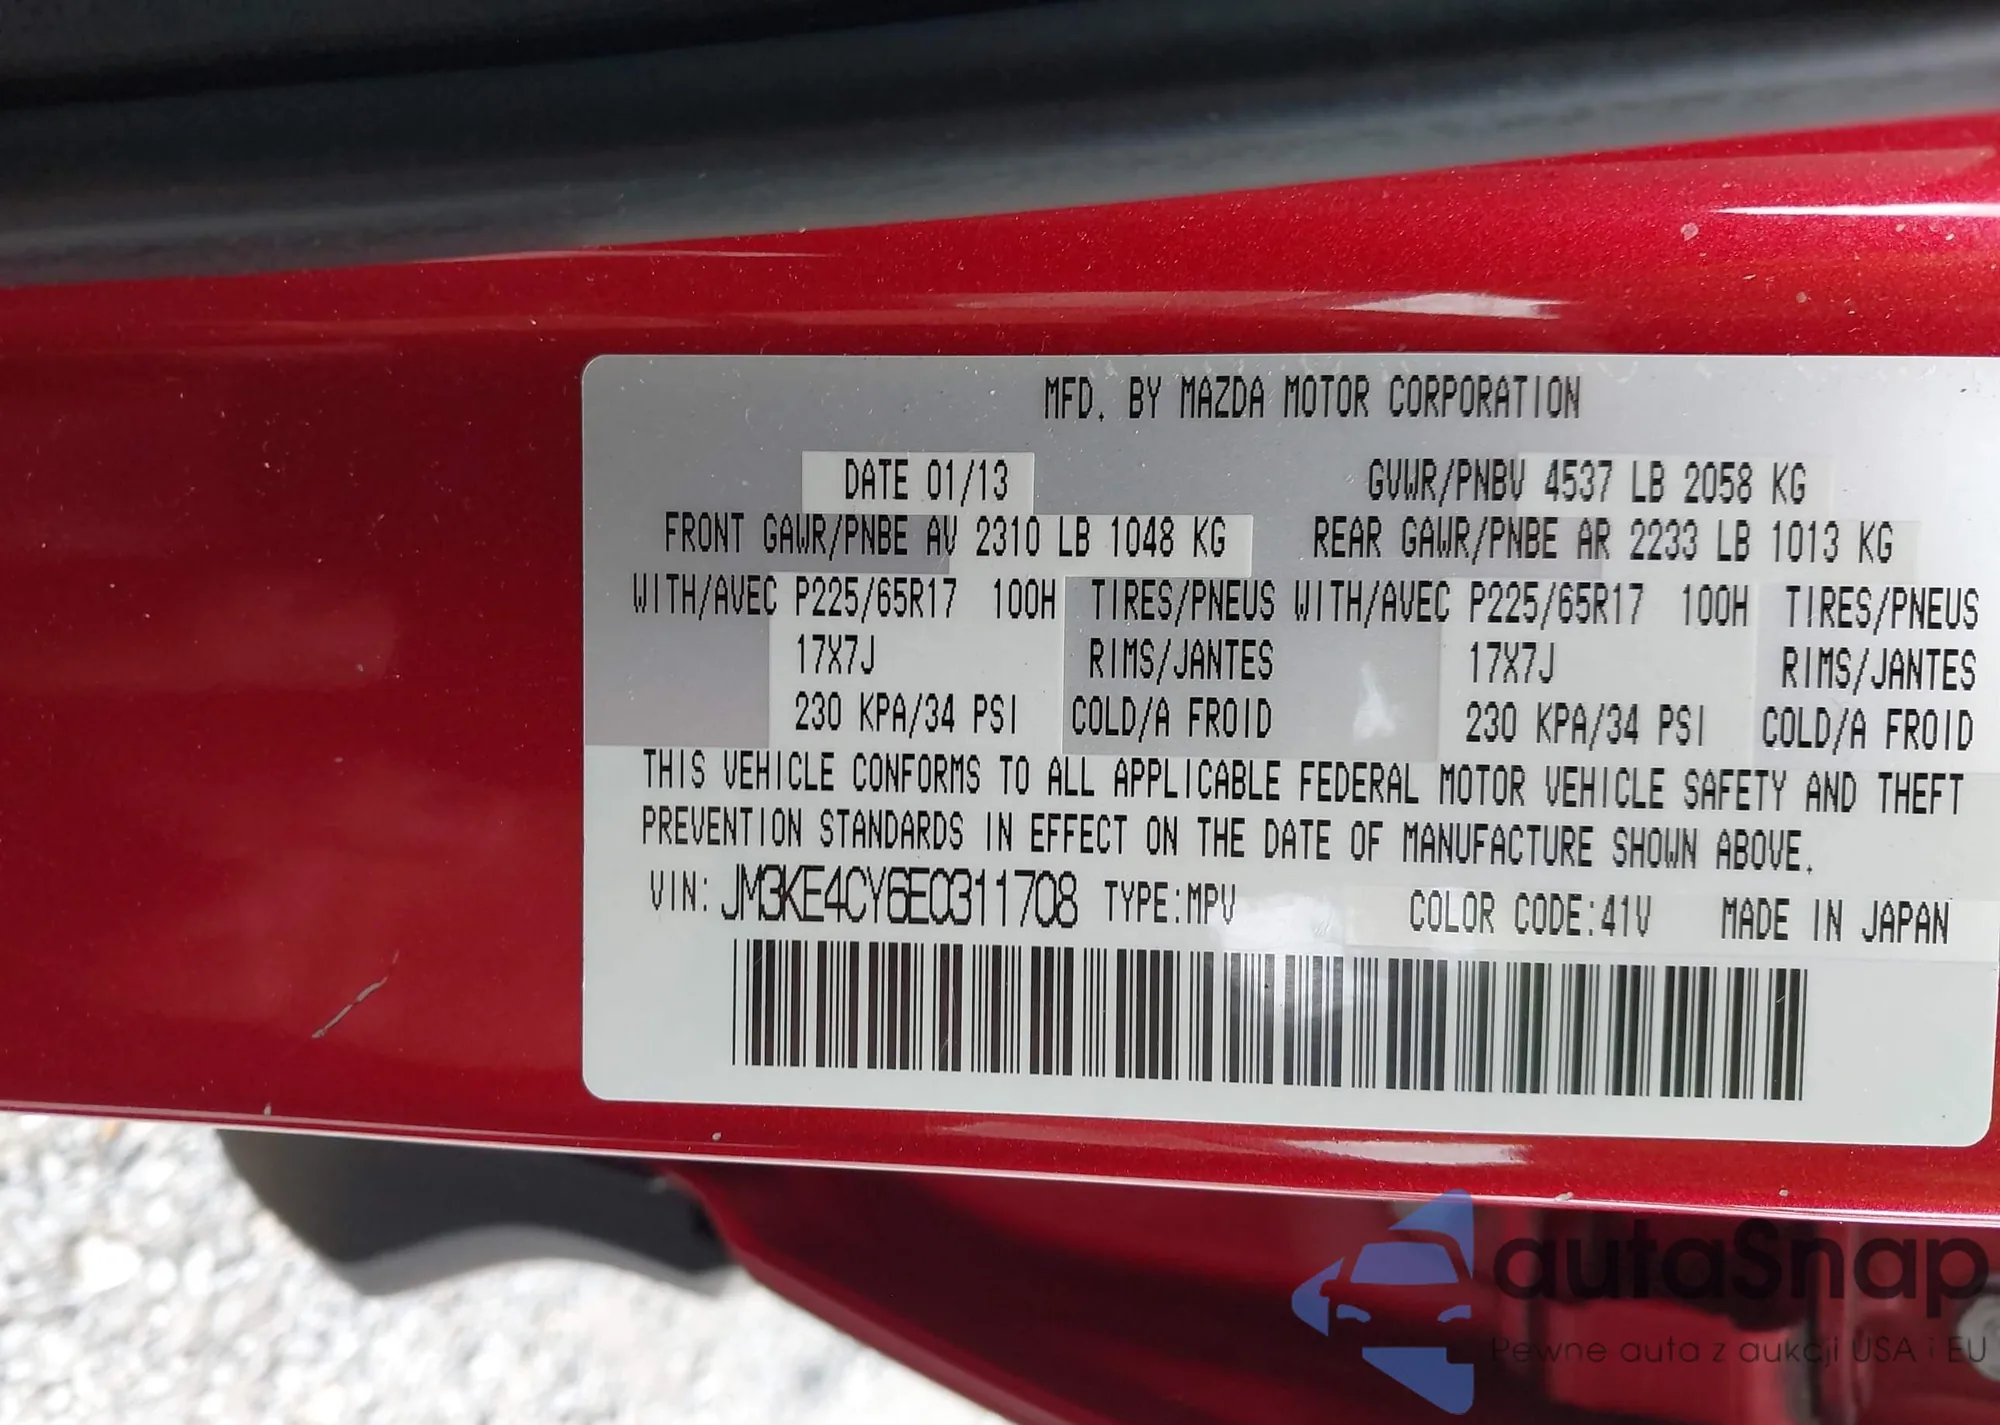 MFD. BY MAZDA MOTOR CORPORATION
DATE 01/13 GVWR/PNBV 4537 LB 2058 KG
FRONT GAWR/PNBE AV 2310 LB 1048 KG REAR GAWR/PNBE AR 2233 LB 1013 KG
WITH/AVEC P225/65R17 100H TIRES/PNEUS WITH/AVEC P225/65R17 100H TIRES/PNEUS
17X7J RIMS/JANTES 17X7J RIMS/JANTES
230 KPA/34 PSI COLD/A FROID 230 KPA/34 PSI COLD/A FROID
THIS VEHICLE CONFORMS TO ALL APPLICABLE FEDERAL MOTOR VEHICLE SAFETY AND THEFT
PREVENTION STANDARDS IN EFFECT ON THE DATE OF MANUFACTURE SHOWN ABOVE.
VIN: JM3KE4CY6E0311708 TYPE:MPV COLOR CODE:41V MADE IN JAPAN
autaSnap
Pewne auta z aukcji USA i EU